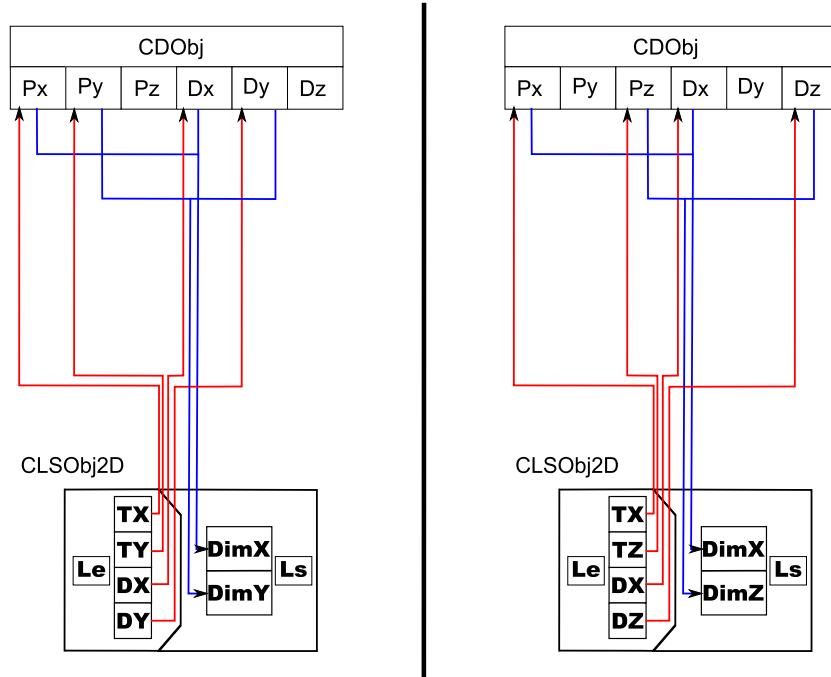 CDObj
Px Py Pz Dx Dy Dz
CLSObj2D
TX
TY
DX
DY
Le
DimX
DimY
Ls
CDObj
Px Py Pz Dx Dy Dz
CLSObj2D
TX
TZ
DX
DZ
Le
DimX
DimZ
Ls